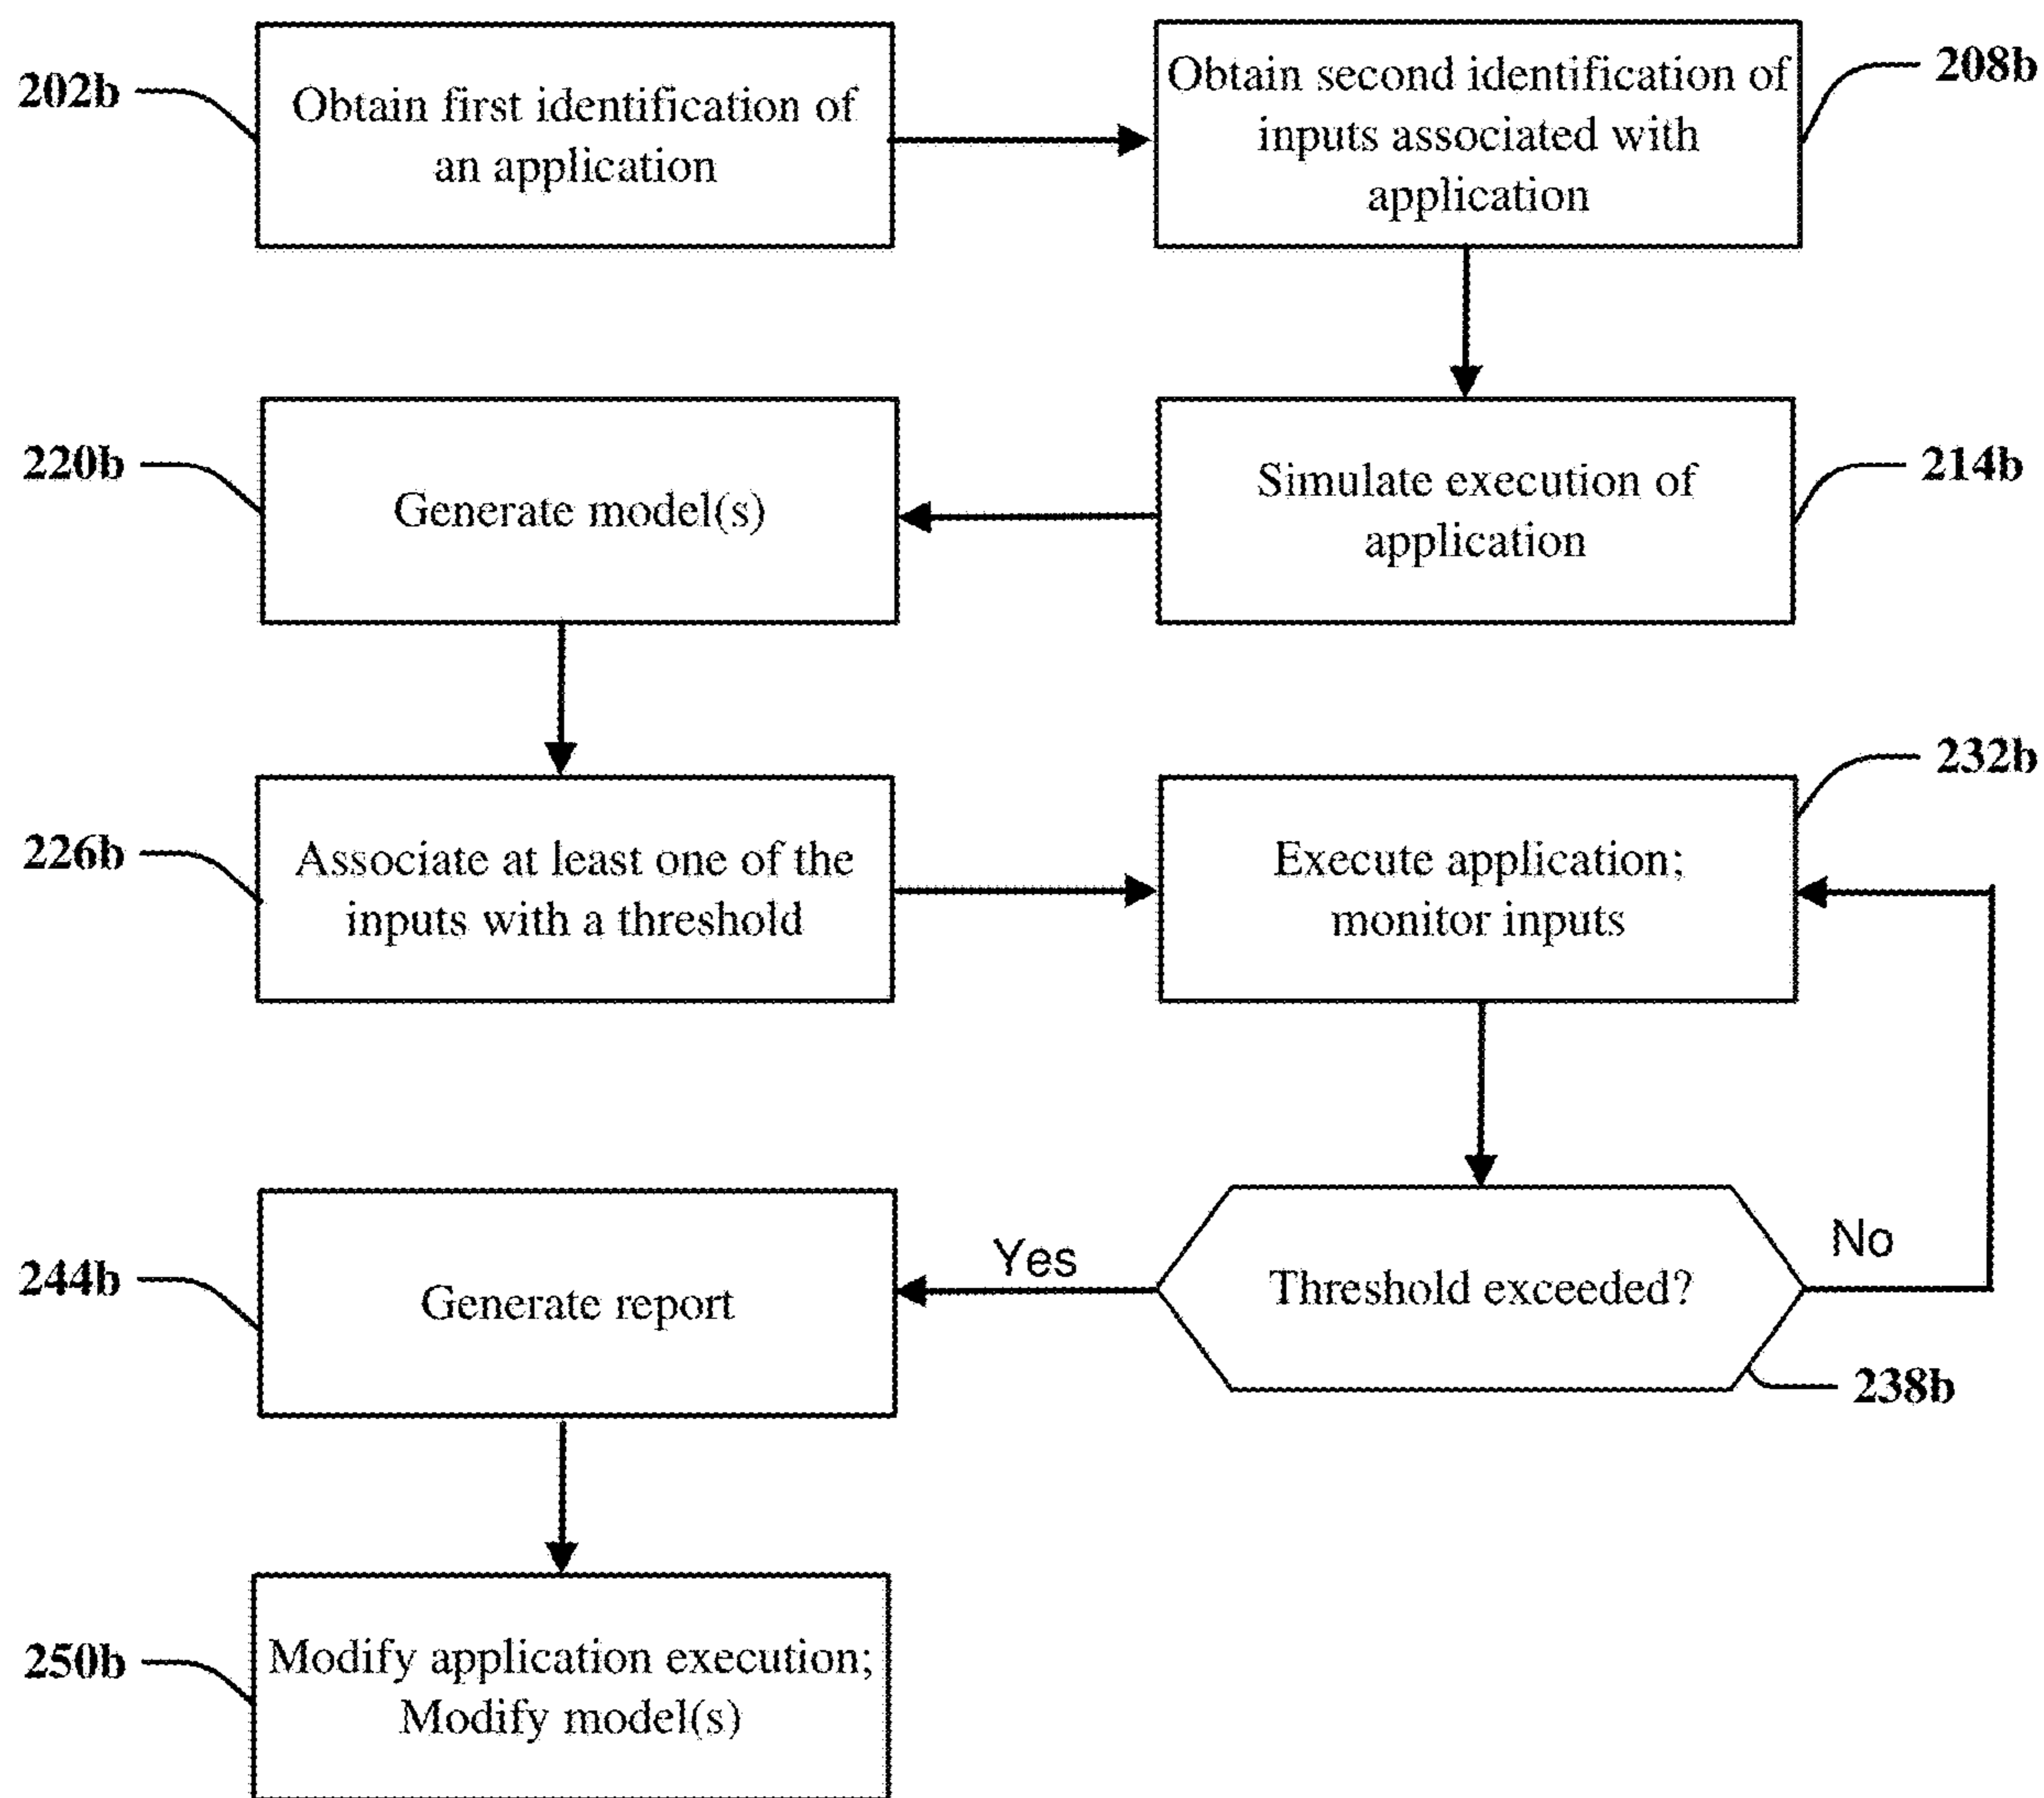 202b
Obtain first identification of
an application
Obtain second identification of
inputs associated with
application
208b
220b
Generate model(s)
Simulate execution of
application
214b
226b
Associate at least one of the
inputs with a threshold
Execute application;
monitor inputs
232b
244b
Generate report
Yes
Threshold exceeded?
No
238b
250b
Modify application execution;
Modify model(s)